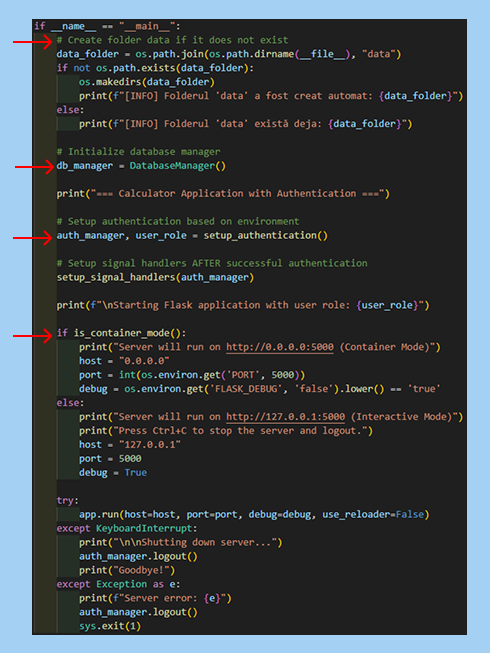 if __name__ == "__main__":
    # Create folder data if it does not exist
    data_folder = os.path.join(os.path.dirname(__file__), "data")
    if not os.path.exists(data_folder):
        os.makedirs(data_folder)
        print(f"[INFO] Folderul 'data' a fost creat automat: {data_folder}")
    else:
        print(f"[INFO] Folderul 'data' există deja: {data_folder}")

    # Initialize database manager
    db_manager = DatabaseManager()

    print("=== Calculator Application with Authentication ===")

    # Setup authentication based on environment
    auth_manager, user_role = setup_authentication()

    # Setup signal handlers AFTER successful authentication
    setup_signal_handlers(auth_manager)

    print(f"\nStarting Flask application with user role: {user_role}")

    if is_container_mode():
        print("Server will run on http://0.0.0.0:5000 (Container Mode)")
        host = "0.0.0.0"
        port = int(os.environ.get('PORT', 5000))
        debug = os.environ.get('FLASK_DEBUG', 'false').lower() == 'true'
    else:
        print("Server will run on http://127.0.0.1:5000 (Interactive Mode)")
        print("Press Ctrl+C to stop the server and logout.")
        host = "127.0.0.1"
        port = 5000
        debug = True

    try:
        app.run(host=host, port=port, debug=debug, use_reloader=False)
    except KeyboardInterrupt:
        print("\n\nShutting down server...")
        auth_manager.logout()
        print("Goodbye!")
    except Exception as e:
        print(f"Server error: {e}")
        auth_manager.logout()
        sys.exit(1)